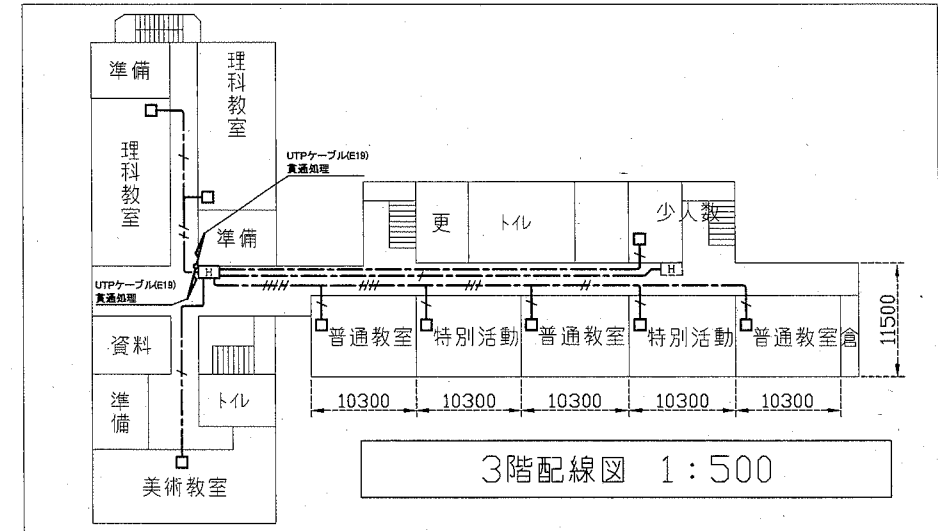 準備
理科教室
理科教室
UTPケーブル(E19)
貫通処理
準備
更
トイレ
少人数
H
H
UTPケーブル(E19)
貫通処理
普通教室
特別活動
普通教室
特別活動
普通教室
倉
11500
資料
準備
トイレ
10300
10300
10300
10300
10300
美術教室
3階配線図 1:500